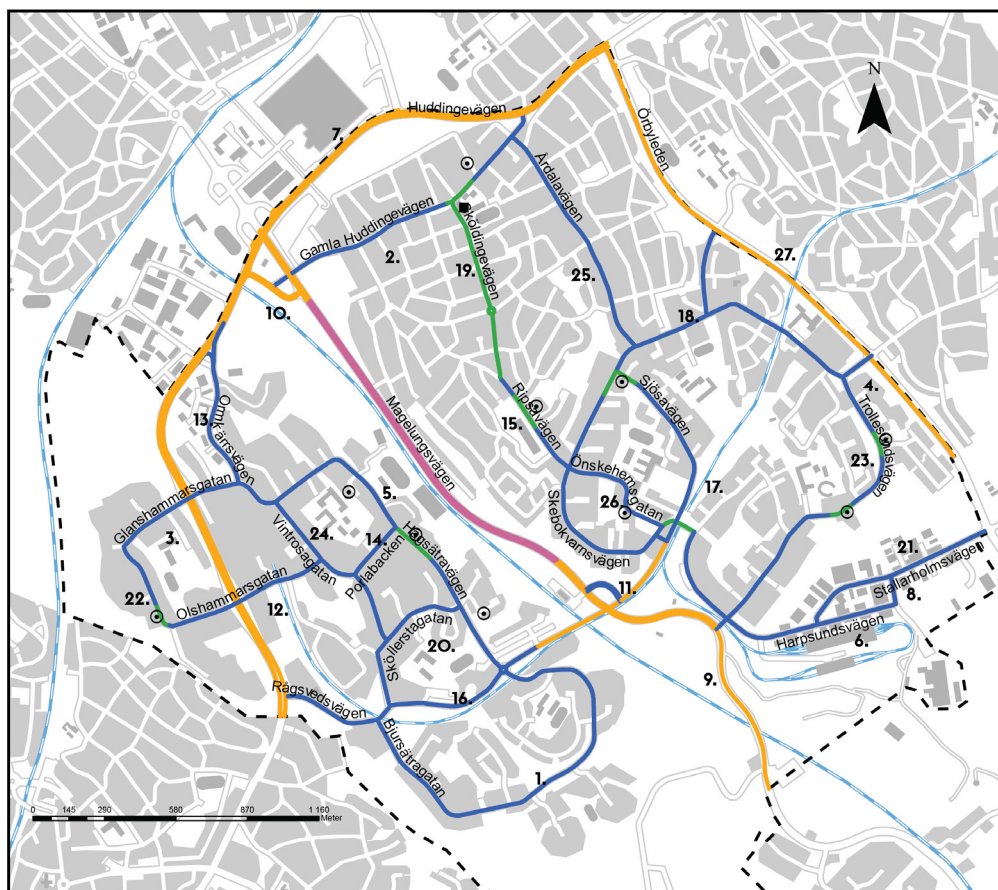 Huddingevägen
7.
N
Örbyleden
Årdalavägen
Gamla Huddingevägen
2.
Sköldingevägen
19.
25.
27.
10.
18.
4.
Sjösavägen
Magelungsvägen
Ripsavägen
15.
Trollesundsvägen
23.
13.
Ormkärrsvägen
Önskehemsgatan
26.
17.
Glanshammarsgatan
5.
3.
Vintrosagatan
24.
14.
Hagsätravägen
Skebokvarnsvägen
Porlabacken
21.
Stallarholmsvägen
8.
22.
Olshammarsgatan
12.
11.
Harpsundsvägen
6.
Sköllerstagatan
20.
9.
Rågsvedsvägen
16.
Bjursätragatan
1.
0 145 290 580 870 1 160
Meter